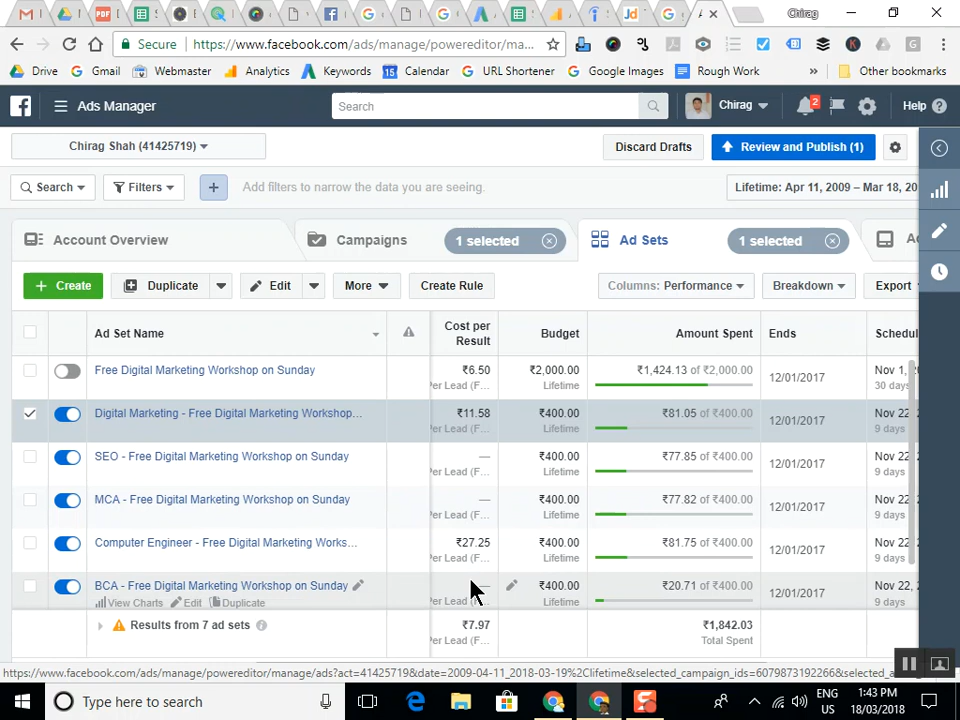 Chirag
Secure https://www.facebook.com/ads/manage/powereditor/ma...
Drive Gmail Webmaster Analytics Keywords 15 Calendar URL Shortener Google Images Rough Work » Other bookmarks
Ads Manager Search Chirag 2 Help
Chirag Shah (41425719) Discard Drafts Review and Publish (1)
Search Filters + Add filters to narrow the data you are seeing. Lifetime: Apr 11, 2009 – Mar 18, 20
Account Overview Campaigns 1 selected Ad Sets 1 selected
+ Create Duplicate Edit More Create Rule Columns: Performance Breakdown Export
Ad Set Name Cost per Result Budget Amount Spent Ends Schedu
Free Digital Marketing Workshop on Sunday ₹6.50 ₹2,000.00 ₹1,424.13 of ₹2,000.00 12/01/2017 Nov 1,
Per Lead (F... Lifetime 30 days
Digital Marketing - Free Digital Marketing Workshop... ₹11.58 ₹400.00 ₹81.05 of ₹400.00 12/01/2017 Nov 22,
Per Lead (F... Lifetime 9 days
SEO - Free Digital Marketing Workshop on Sunday — ₹400.00 ₹77.85 of ₹400.00 12/01/2017 Nov 22,
Per Lead (F... Lifetime 9 days
MCA - Free Digital Marketing Workshop on Sunday — ₹400.00 ₹77.82 of ₹400.00 12/01/2017 Nov 22,
Per Lead (F... Lifetime 9 days
Computer Engineer - Free Digital Marketing Works... ₹27.25 ₹400.00 ₹81.75 of ₹400.00 12/01/2017 Nov 22,
Per Lead (F... Lifetime 9 days
BCA - Free Digital Marketing Workshop on Sunday — ₹400.00 ₹20.71 of ₹400.00 12/01/2017 Nov 22,
View Charts Edit Duplicate Per Lead (F... Lifetime 9 days
Results from 7 ad sets ₹7.97 ₹1,842.03
Per Lead (F... Total Spent
https://www.facebook.com/ads/manage/powereditor/manage/adsets?act=41425719&date=2009-04-11_2018-03-19%2Clifetime&selected_campaign_ids=6079873192266&selected_a
Type here to search ENG 1:43 PM
US 18/03/2018